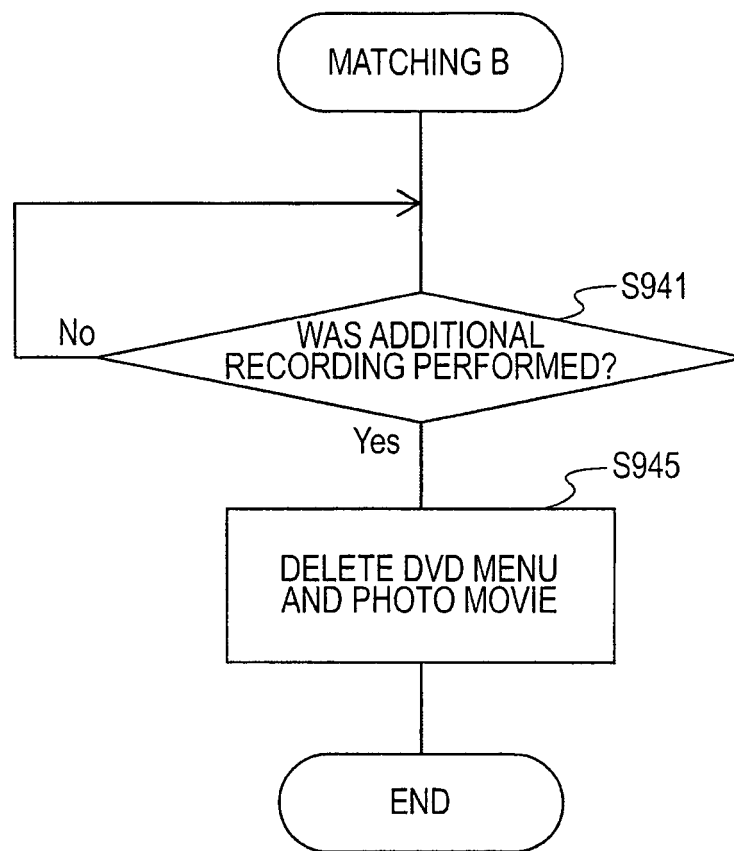 MATCHING B
S941
No
WAS ADDITIONAL
RECORDING PERFORMED?
Yes
S945
DELETE DVD MENU
AND PHOTO MOVIE
END